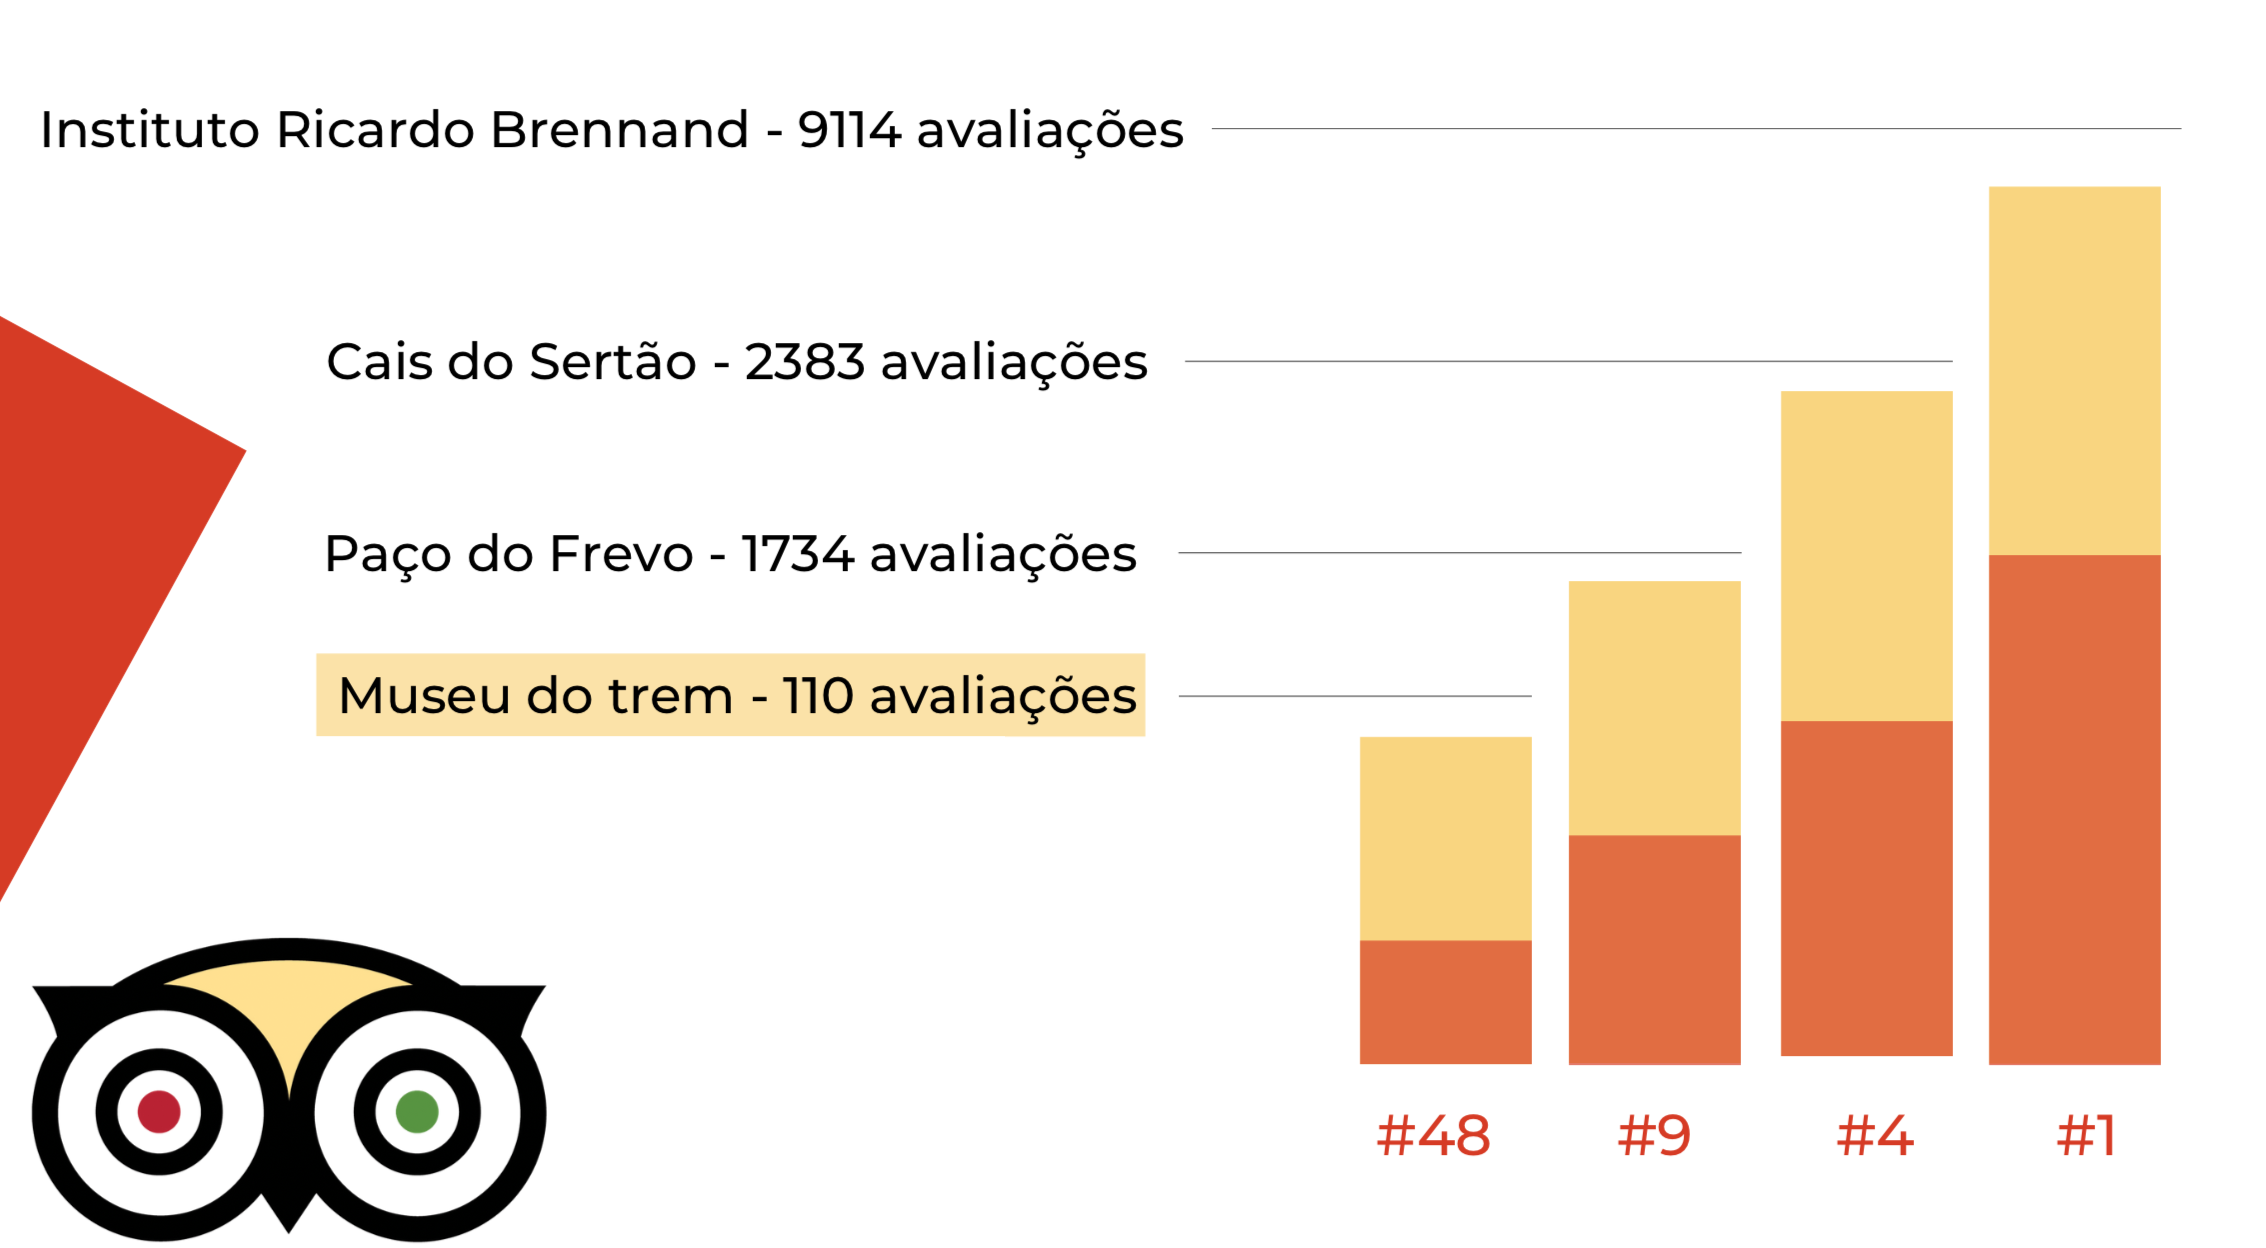 Instituto Ricardo Brennand - 9114 avaliações
Cais do Sertão - 2383 avaliações
Paço do Frevo - 1734 avaliações
Museu do trem - 110 avaliações
#48 #9 #4 #1